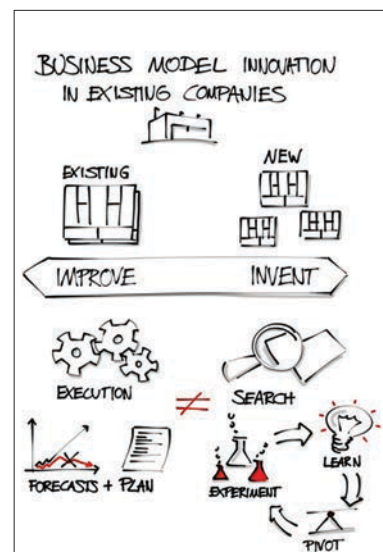 BUSINESS MODEL INNOVATION
IN EXISTING COMPANIES
EXISTING
NEW
IMPROVE
INVENT
EXECUTION
≠
SEARCH
FORECASTS + PLAN
EXPERIMENT
LEARN
PIVOT